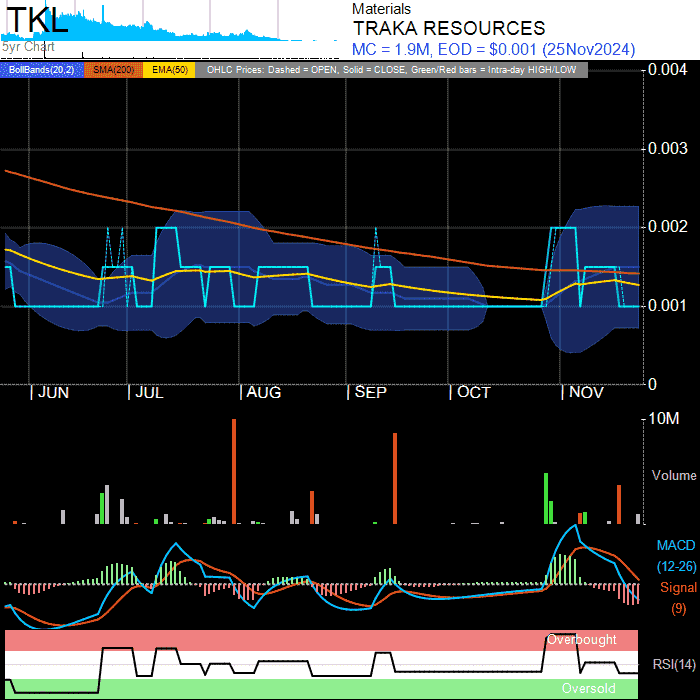 TKL
5yr Chart
Materials
TRAKA RESOURCES
MC = 1.9M, EOD = $0.001 (25Nov2024)
BollBands(20,2) SMA(200) EMA(50) OHLC Prices: Dashed = OPEN, Solid = CLOSE, Green/Red bars = Intra-day HIGH/LOW
0.004
0.003
0.002
0.001
0
JUN JUL AUG SEP OCT NOV
10M
Volume
MACD
(12-26)
Signal
(9)
Overbought
RSI(14)
Oversold